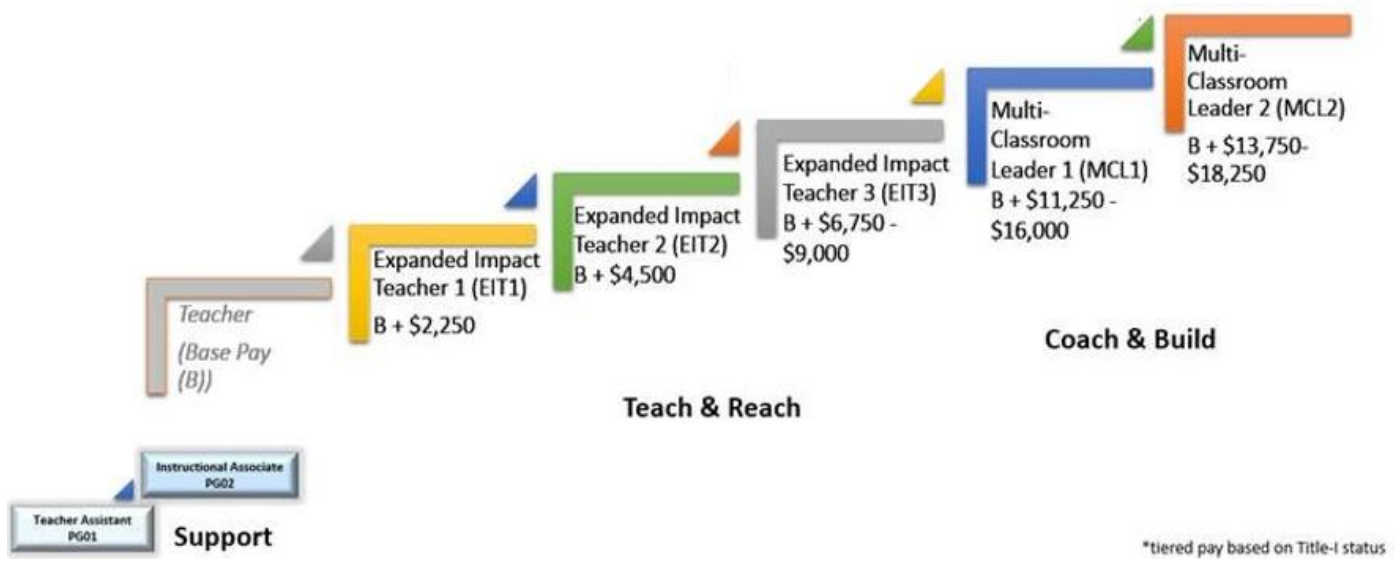 Multi-
Classroom
Leader 2 (MCL2)
B + $13,750-
$18,250
Multi-
Classroom
Leader 1 (MCL1)
B + $11,250 -
$16,000
Expanded Impact
Teacher 3 (EIT3)
B + $6,750 -
$9,000
Expanded Impact
Teacher 2 (EIT2)
B + $4,500
Expanded Impact
Teacher 1 (EIT1)
B + $2,250
Teacher
(Base Pay
(B))
Coach & Build
Teach & Reach
Instructional Associate
PG02
Teacher Assistant
PG01
Support
*tiered pay based on Title-I status